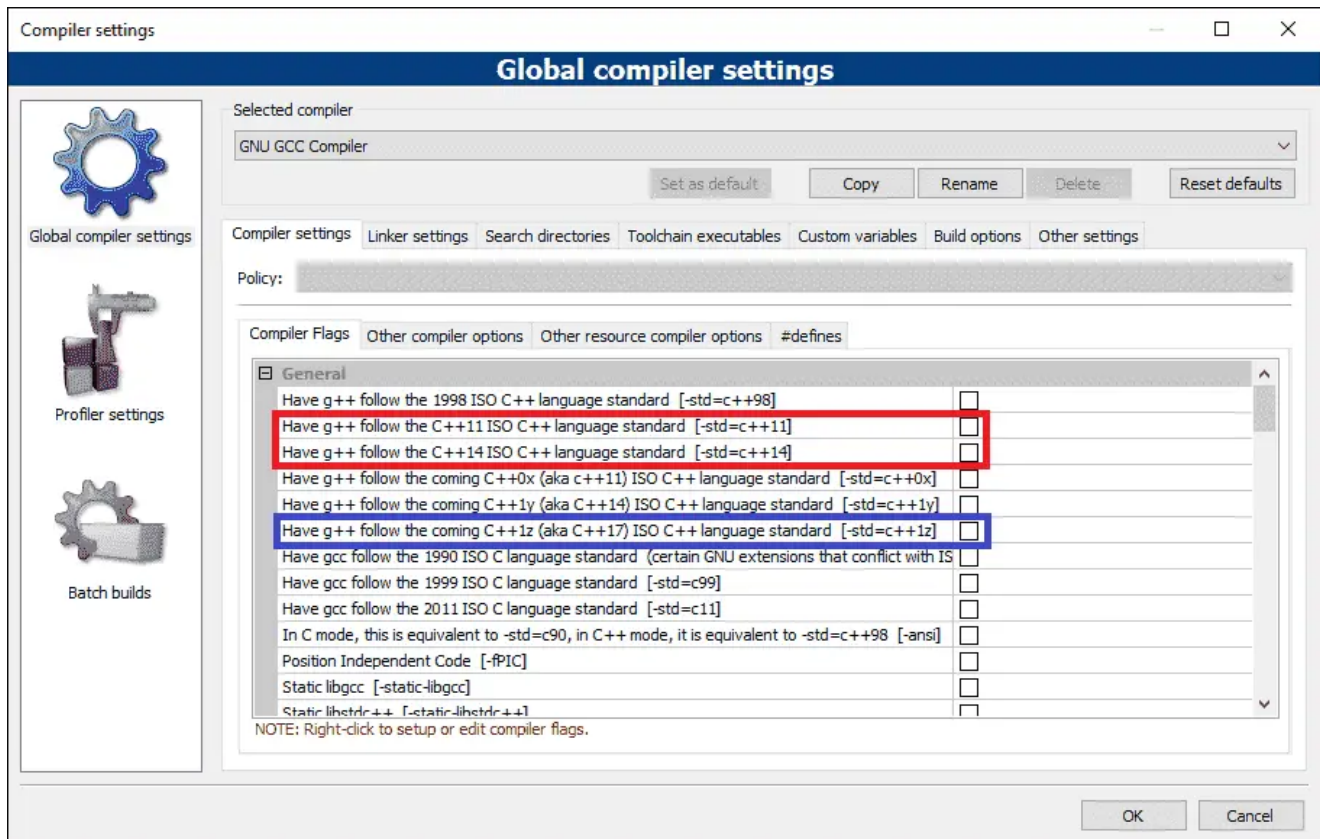 Compiler settings
Global compiler settings
Global compiler settings
Profiler settings
Batch builds
Selected compiler
GNU GCC Compiler
Set as default
Copy
Rename
Delete
Reset defaults
Compiler settings
Linker settings
Search directories
Toolchain executables
Custom variables
Build options
Other settings
Policy:
Compiler Flags
Other compiler options
Other resource compiler options
#defines
General
Have g++ follow the 1998 ISO C++ language standard [-std=c++98]
Have g++ follow the C++11 ISO C++ language standard [-std=c++11]
Have g++ follow the C++14 ISO C++ language standard [-std=c++14]
Have g++ follow the coming C++0x (aka c++11) ISO C++ language standard [-std=c++0x]
Have g++ follow the coming C++1y (aka C++14) ISO C++ language standard [-std=c++1y]
Have g++ follow the coming C++1z (aka C++17) ISO C++ language standard [-std=c++1z]
Have gcc follow the 1990 ISO C language standard (certain GNU extensions that conflict with IS
Have gcc follow the 1999 ISO C language standard [-std=c99]
Have gcc follow the 2011 ISO C language standard [-std=c11]
In C mode, this is equivalent to -std=c90, in C++ mode, it is equivalent to -std=c++98 [-ansi]
Position Independent Code [-fPIC]
Static libgcc [-static-libgcc]
Static libstdc++ [-static-libstdc++]
NOTE: Right-click to setup or edit compiler flags.
OK
Cancel